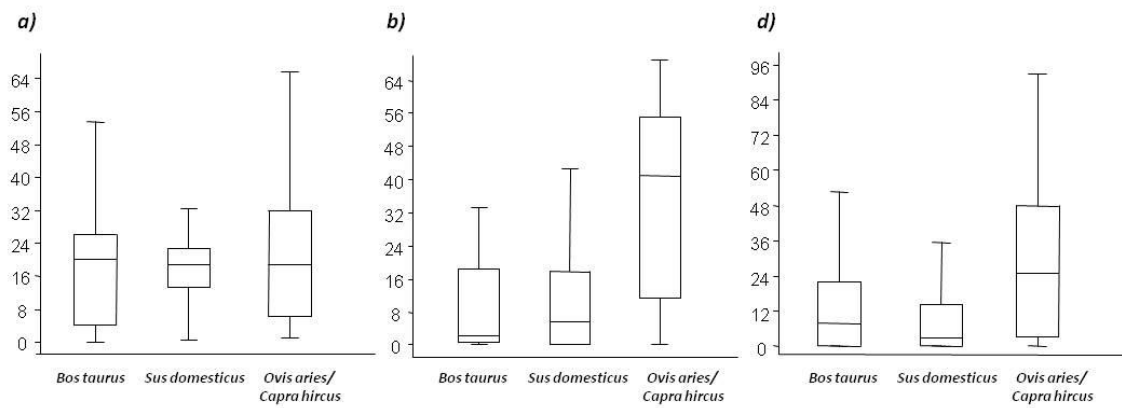 a)
64
56
48
40
32
24
16
8
0
Bos taurus
Sus domesticus
Ovis aries/
Capra hircus
b)
64
56
48
40
32
24
16
8
0
Bos taurus
Sus domesticus
Ovis aries/
Capra hircus
d)
96
84
72
60
48
36
24
12
0
Bos taurus
Sus domesticus
Ovis aries/
Capra hircus